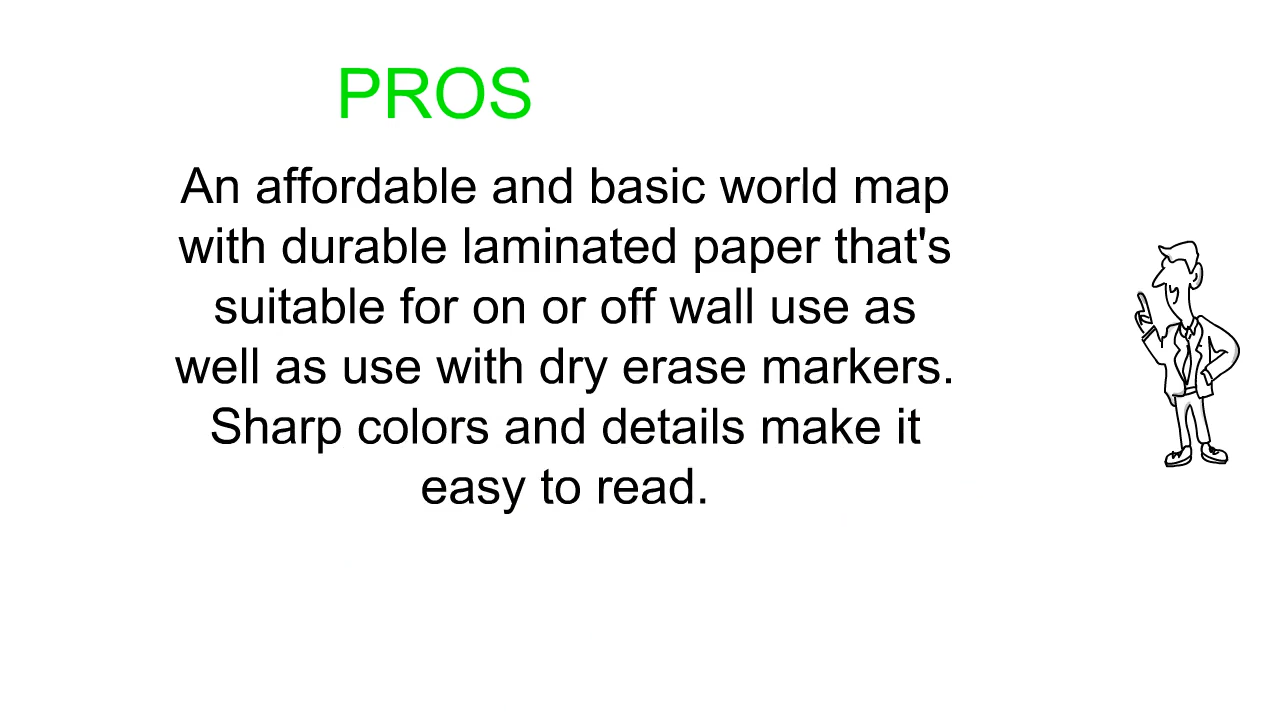 PROS
An affordable and basic world map
with durable laminated paper that's
suitable for on or off wall use as
well as use with dry erase markers.
Sharp colors and details make it
easy to read.